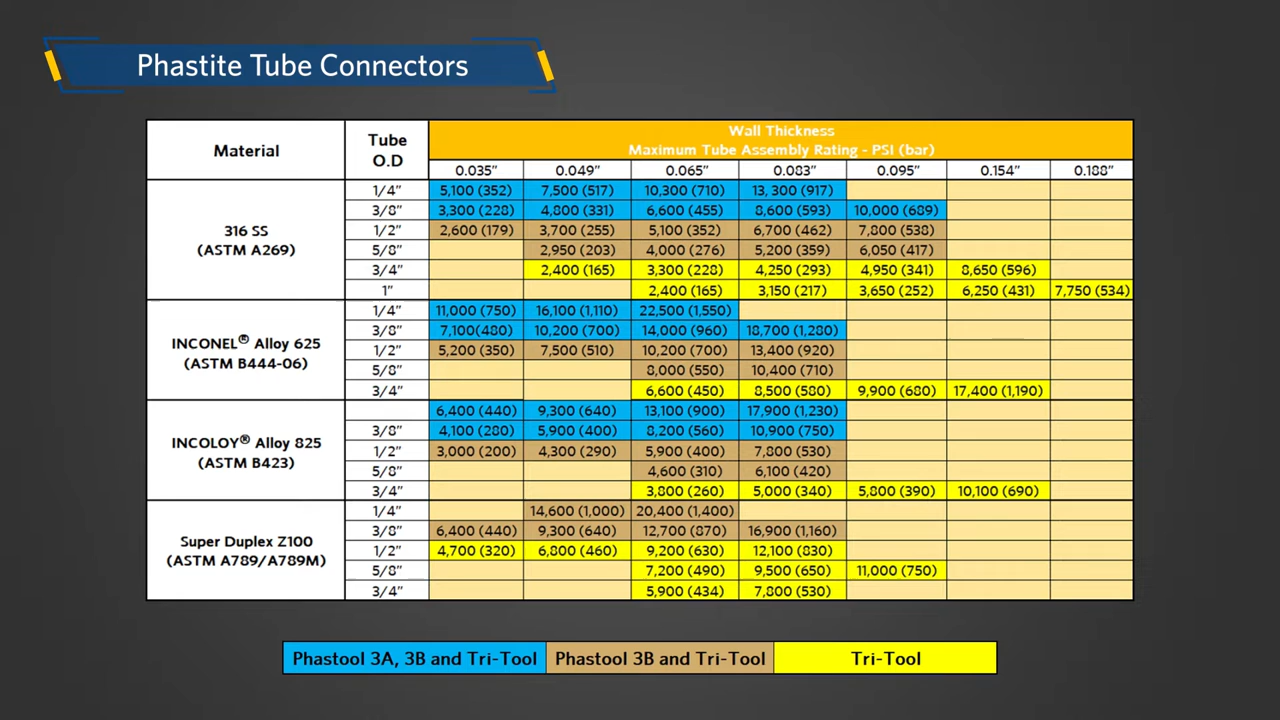 Phastite Tube Connectors
Material
Tube
O.D
Wall Thickness
Maximum Tube Assembly Rating - PSI (bar)
0.035” 0.049” 0.065” 0.083” 0.095” 0.154” 0.188”
316 SS
(ASTM A269)
1/4” 5,100 (352) 7,500 (517) 10,300 (710) 13, 300 (917)
3/8” 3,300 (228) 4,800 (331) 6,600 (455) 8,600 (593) 10,000 (689)
1/2” 2,600 (179) 3,700 (255) 5,100 (352) 6,700 (462) 7,800 (538)
5/8” 2,950 (203) 4,000 (276) 5,200 (359) 6,050 (417)
3/4” 2,400 (165) 3,300 (228) 4,250 (293) 4,950 (341) 8,650 (596)
1” 2,400 (165) 3,150 (217) 3,650 (252) 6,250 (431) 7,750 (534)
INCONEL® Alloy 625
(ASTM B444-06)
1/4” 11,000 (750) 16,100 (1,110) 22,500 (1,550)
3/8” 7,100(480) 10,200 (700) 14,000 (960) 18,700 (1,280)
1/2” 5,200 (350) 7,500 (510) 10,200 (700) 13,400 (920)
5/8” 8,000 (550) 10,400 (710)
3/4” 6,600 (450) 8,500 (580) 9,900 (680) 17,400 (1,190)
INCOLOY® Alloy 825
(ASTM B423)
6,400 (440) 9,300 (640) 13,100 (900) 17,900 (1,230)
3/8” 4,100 (280) 5,900 (400) 8,200 (560) 10,900 (750)
1/2” 3,000 (200) 4,300 (290) 5,900 (400) 7,800 (530)
5/8” 4,600 (310) 6,100 (420)
3/4” 3,800 (260) 5,000 (340) 5,800 (390) 10,100 (690)
Super Duplex Z100
(ASTM A789/A789M)
1/4” 14,600 (1,000) 20,400 (1,400)
3/8” 6,400 (440) 9,300 (640) 12,700 (870) 16,900 (1,160)
1/2” 4,700 (320) 6,800 (460) 9,200 (630) 12,100 (830)
5/8” 7,200 (490) 9,500 (650) 11,000 (750)
3/4” 5,900 (434) 7,800 (530)
Phastool 3A, 3B and Tri-Tool
Phastool 3B and Tri-Tool
Tri-Tool